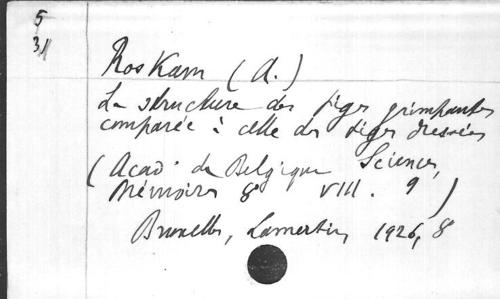 5
31
Roskam (A.)
La structure des tiges grimpantes
comparée à celle des tiges dressées
(Acad. de Belgique Sciences,
Mémoires 8 VIII. 9)
Bruxelles, Lamertin, 1926, 8